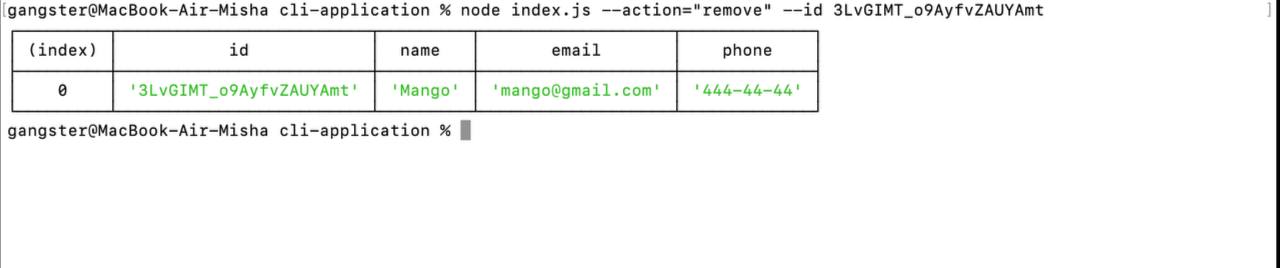 [gangster@MacBook-Air-Misha cli-application % node index.js --action="remove" --id 3LvGIMT_o9AyfvZAUYAmt ]
(index) id name email phone
0 '3LvGIMT_o9AyfvZAUYAmt' 'Mango' 'mango@gmail.com' '444-44-44'
gangster@MacBook-Air-Misha cli-application %